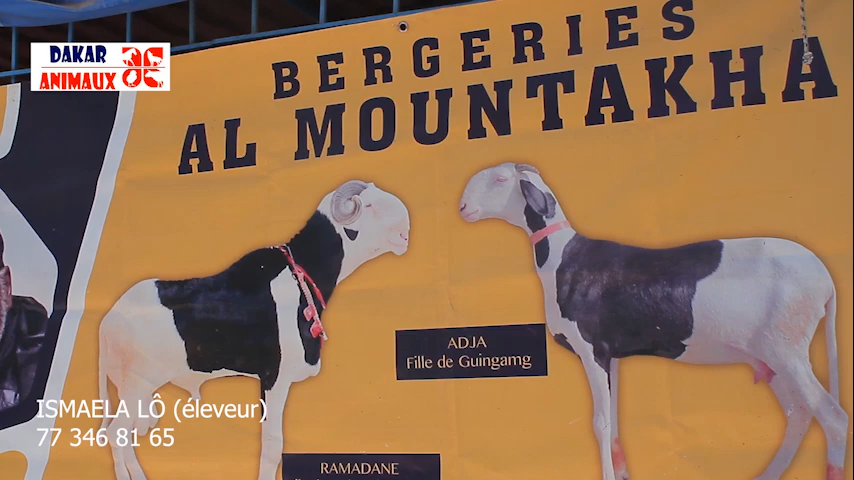 DAKAR
ANIMAUX
BERGERIES
AL MOUNTAKHA
ADJA
Fille de Guingamg
ISMAELA LÔ (éleveur)
77 346 81 65
RAMADANE